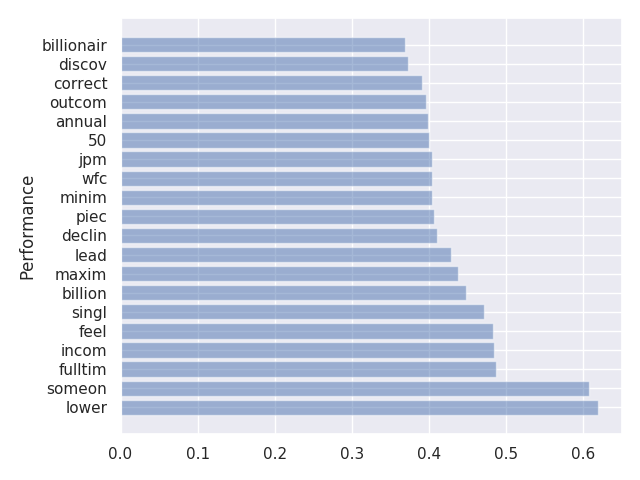 billionair
discov
correct
outcom
annual
50
jpm
wfc
minim
piec
declin
lead
maxim
billion
singl
feel
incom
fulltim
someon
lower
Performance
0.0 0.1 0.2 0.3 0.4 0.5 0.6